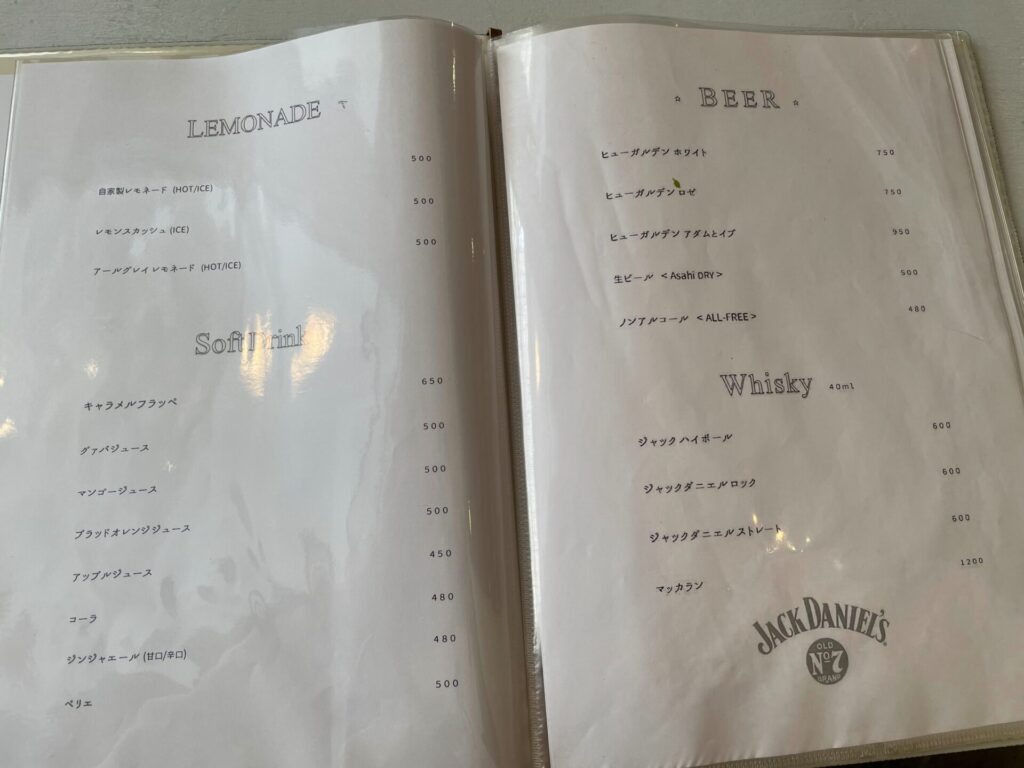 LEMONADE
自家製レモネード (HOT/ICE) 500
レモンスカッシュ (ICE) 500
アールグレイレモネード (HOT/ICE) 500
Soft Drink
キャラメルフラッペ 650
グァバジュース 500
マンゴージュース 500
ブラッドオレンジジュース 500
アップルジュース 450
コーラ 480
ジンジャエール (甘口/辛口) 480
ペリエ 500
☆ BEER ☆
ヒューガルデン ホワイト 750
ヒューガルデン ロゼ 750
ヒューガルデン アダムとイブ 950
生ビール <Asahi DRY> 500
ノンアルコール <ALL-FREE> 480
Whisky 40ml
ジャック ハイボール 600
ジャックダニエル ロック 600
ジャックダニエル ストレート 600
マッカラン 1200
JACK DANIEL'S
OLD
No.7
BRAND